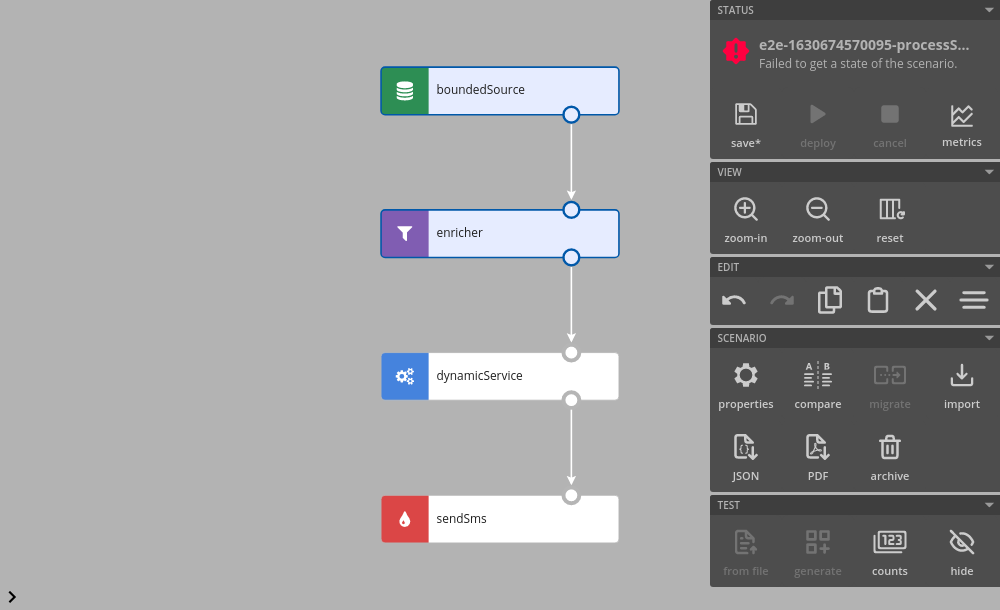 boundedSource
enricher
dynamicService
sendSms
STATUS
e2e-1630674570095-processS...
Failed to get a state of the scenario.
save* deploy cancel metrics
VIEW
zoom-in zoom-out reset
EDIT
SCENARIO
A B
properties compare migrate import
{}
JSON PDF archive
TEST
123
from file generate counts hide